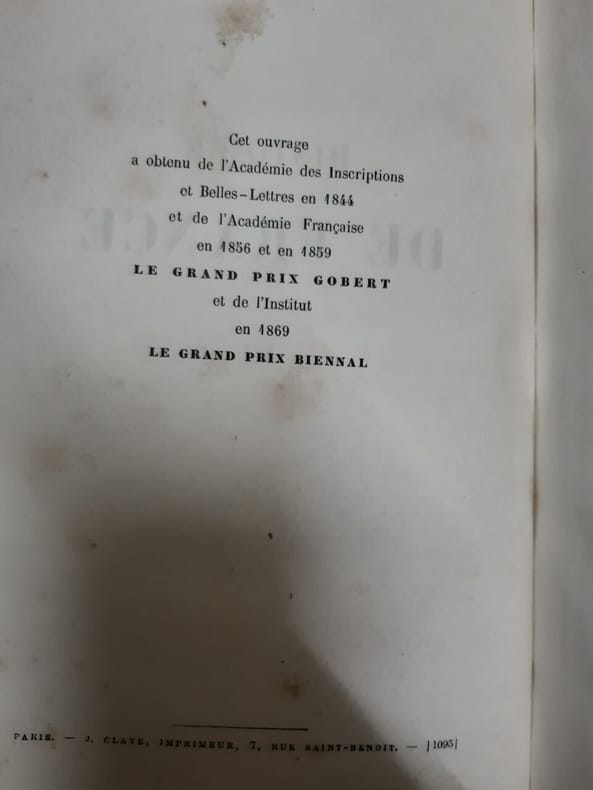 Cet ouvrage
a obtenu de l'Académie des Inscriptions
et Belles-Lettres en 1844
et de l'Académie Française
en 1856 et en 1859
LE GRAND PRIX GOBERT
et de l'Institut
en 1869
LE GRAND PRIX BIENNAL
PARIS. — J. CLAYE, IMPRIMEUR, 7, RUE SAINT-BENOIT. — [1095]